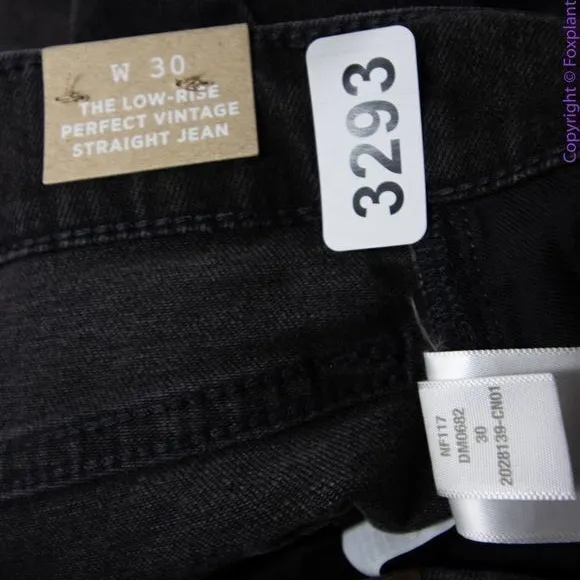 W 30
THE LOW-RISE
PERFECT VINTAGE
STRAIGHT JEAN
3293
NF117
DM0682
30
2028139-CN01
Copyright © Foxplant